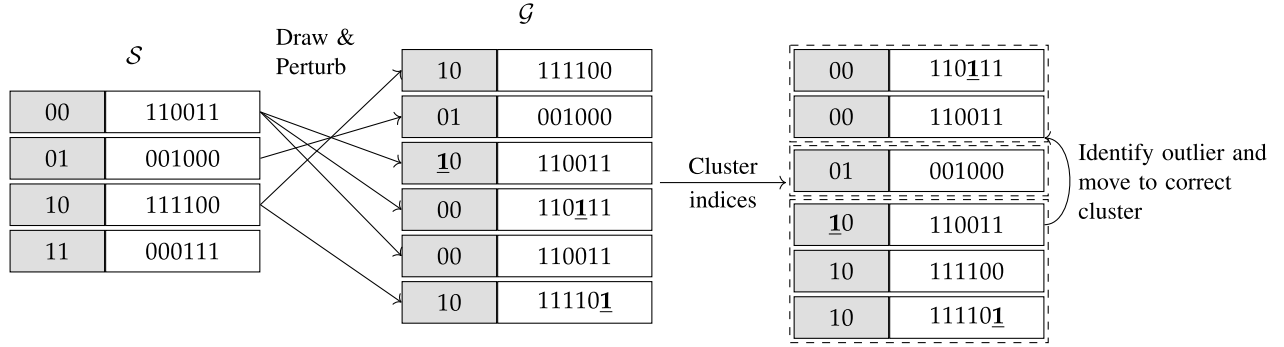 𝒮
00 110011
01 001000
10 111100
11 000111
Draw &
Perturb
𝒢
10 111100
01 001000
10 110011
00 110111
00 110011
10 111101
Cluster
indices
00 110111
00 110011
01 001000
10 110011
10 111100
10 111101
Identify outlier and
move to correct
cluster